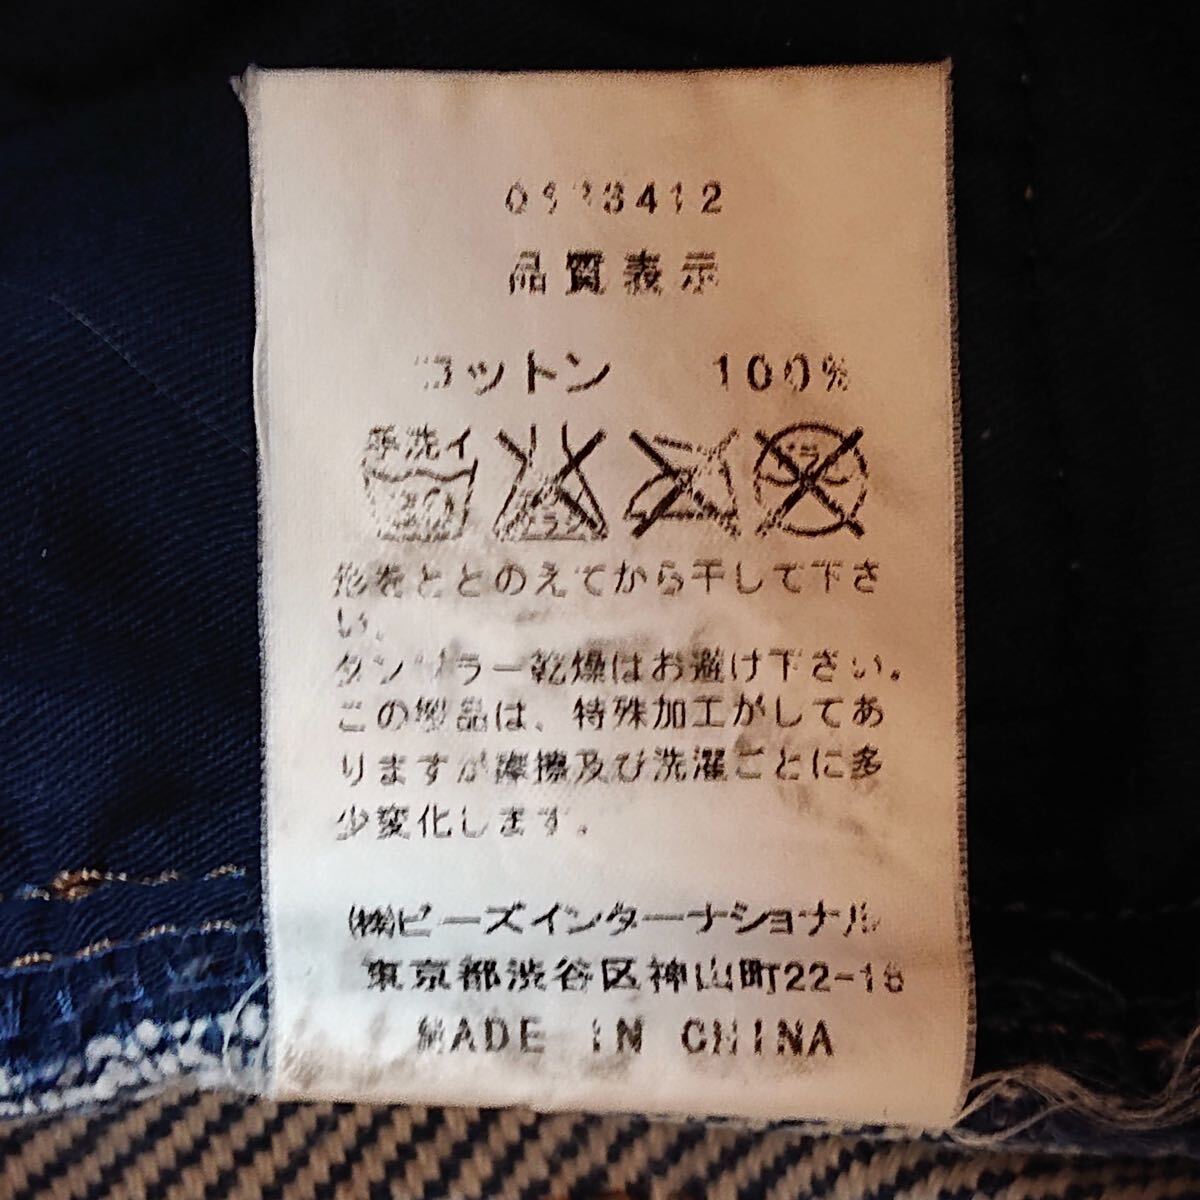 品質表示
コットン 100%
手洗イ
30
形をととのえてから干して下さ
い。
タンブラー乾燥はお避け下さい。
この製品は、特殊加工がしてあ
りますが摩擦及び洗濯ごとに多
少変化します。
(株)ビーズインターナショナル
東京都渋谷区神山町22-18
MADE IN CHINA